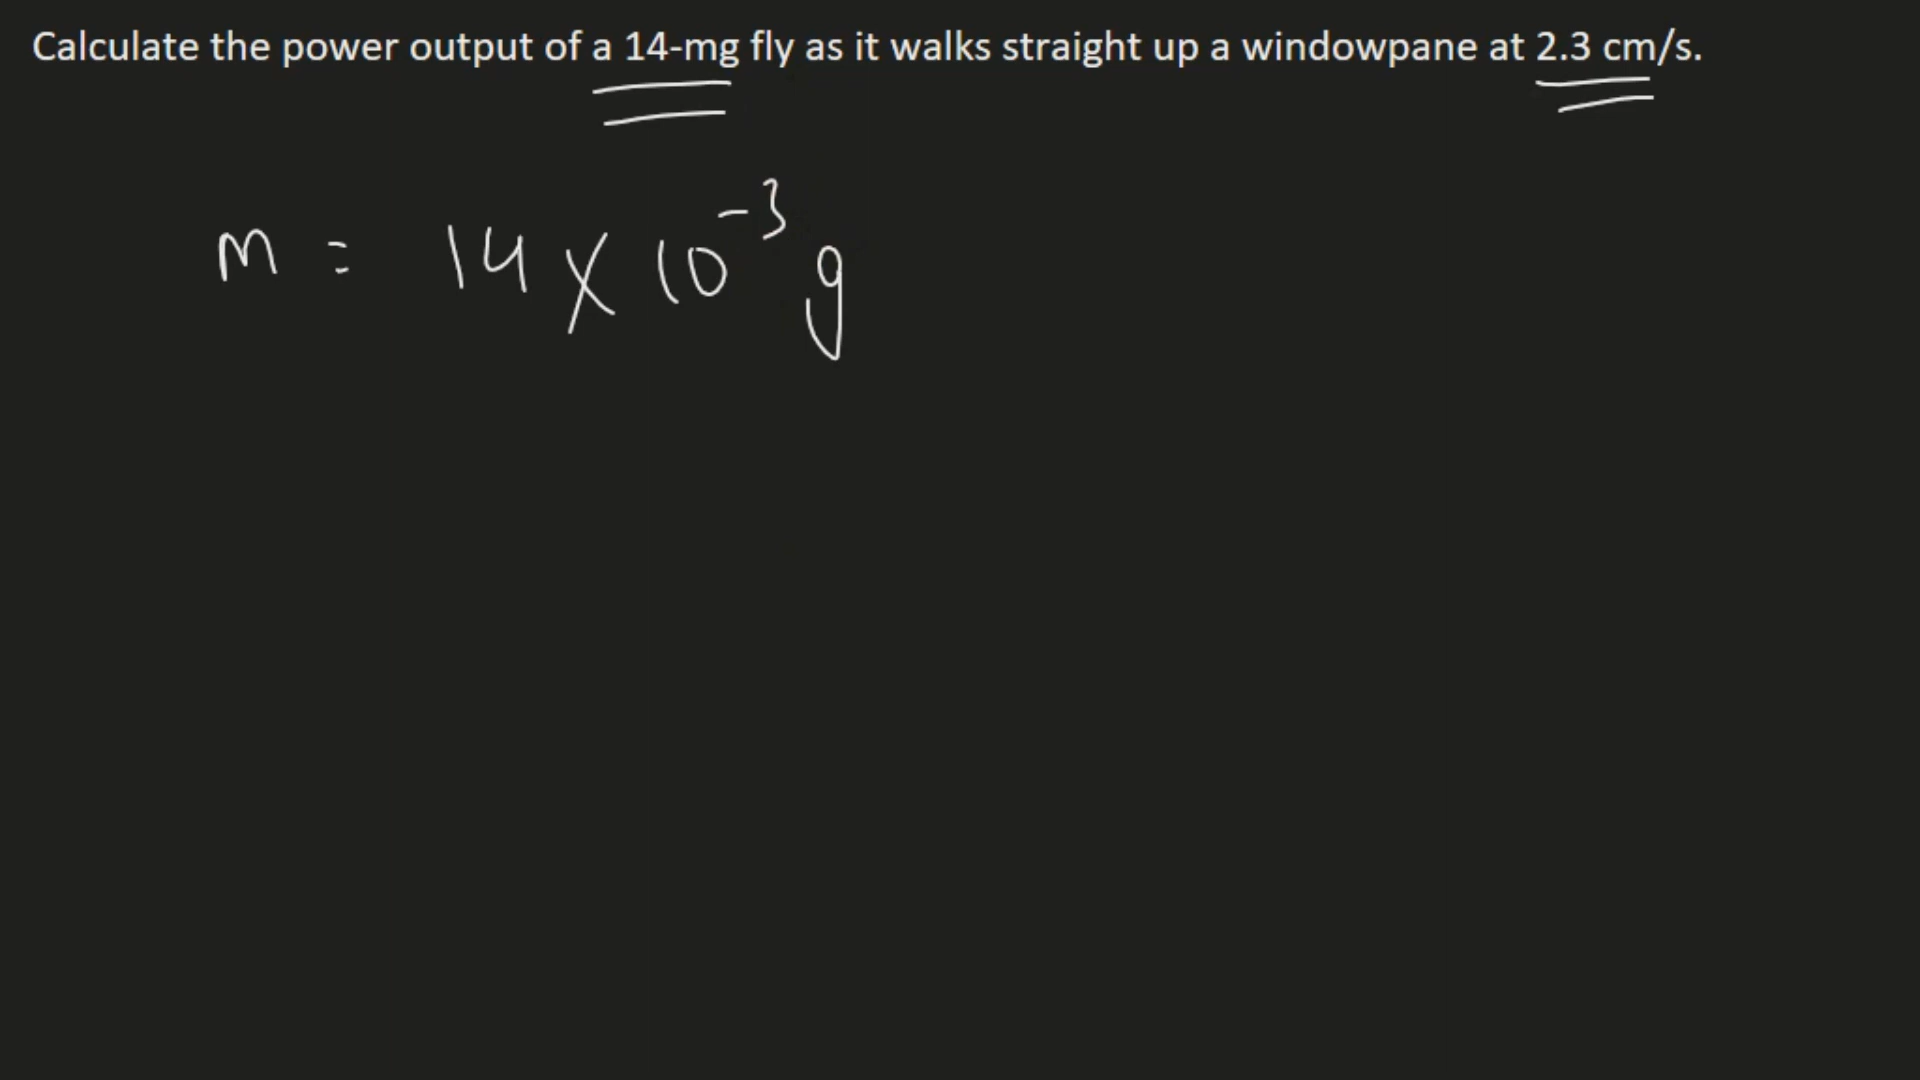 Calculate the power output of a 14-mg fly as it walks straight up a windowpane at 2.3 cm/s.
m = 14 x 10⁻³ g